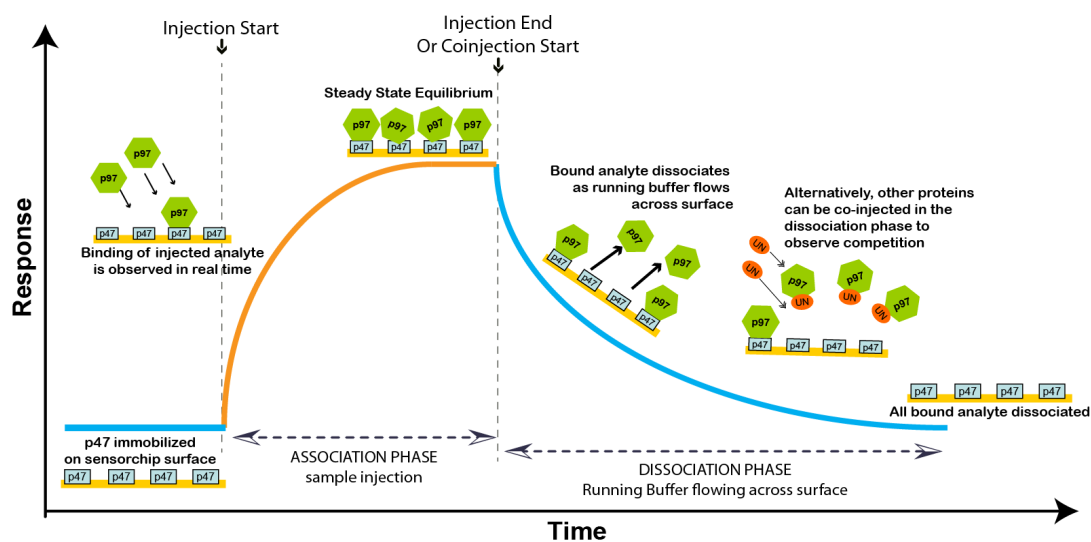 Injection Start
Injection End
Or Coinjection Start
Steady State Equilibrium
p97
p97
p97
p97
p47
p47
p47
p47
p97
p97
p97
p47
p47
p47
p47
Binding of injected analyte
is observed in real time
Bound analyte dissociates
as running buffer flows
across surface
p97
p97
p97
p97
p47
p47
p47
p47
Alternatively, other proteins
can be co-injected in the
dissociation phase to
observe competition
UN
UN
p97
UN
p97
UN
p97
UN
p97
p47
p47
p47
p47
p47
p47
p47
p47
All bound analyte dissociated
p47 immobilized
on sensorchip surface
p47
p47
p47
p47
ASSOCIATION PHASE
sample injection
DISSOCIATION PHASE
Running Buffer flowing across surface
Response
Time